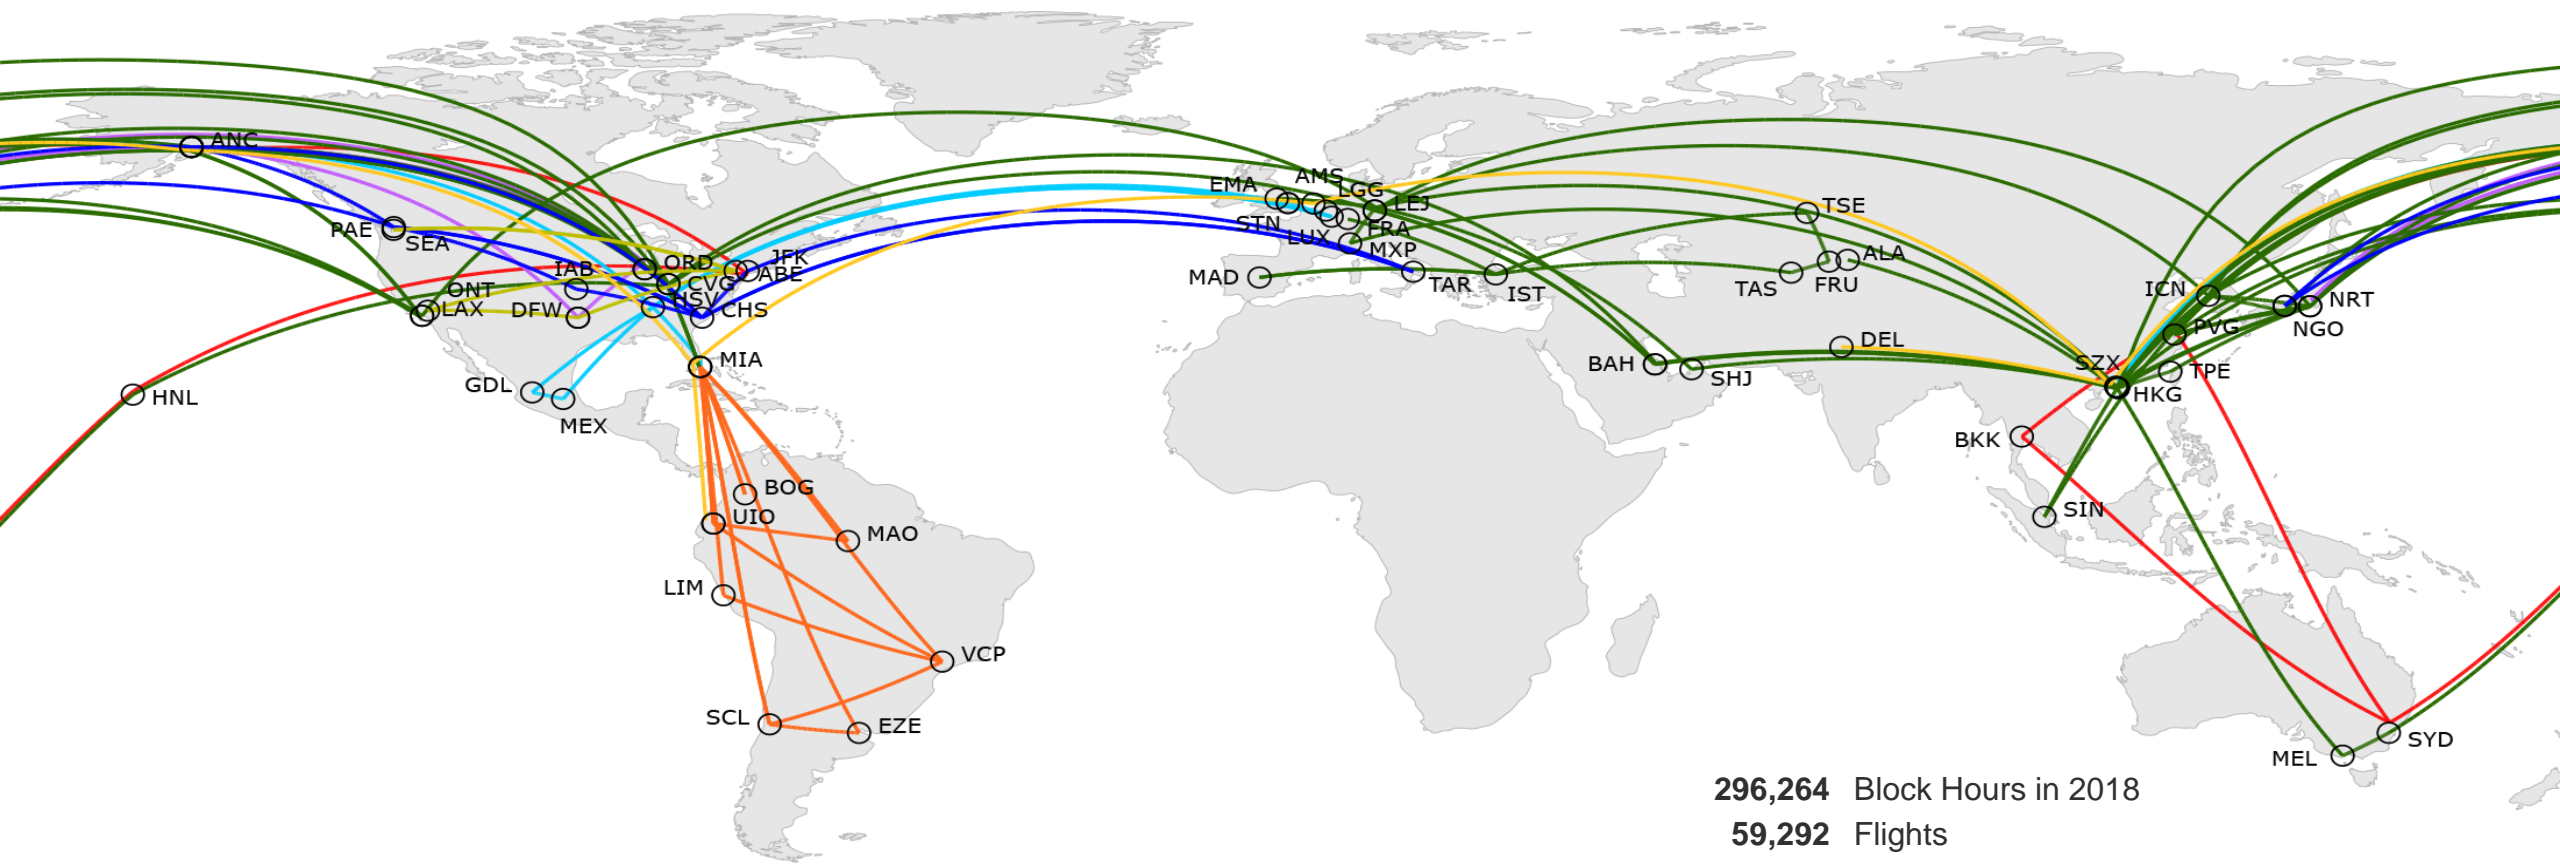 ANC
EMA
AMS
LGG
LEJ
TSE
STN
LUX
FRA
MXP
PAE
SEA
ALA
IAB
ORD
JFK
ABE
MAD
TAR
IST
TAS
FRU
ONT
LAX
DFW
CVG
HSV
CHS
ICN
NRT
NGO
PVG
MIA
DEL
BAH
SHJ
SZX
TPE
HKG
HNL
GDL
MEX
BKK
BOG
UIO
MAO
SIN
LIM
VCP
SCL
EZE
SYD
MEL
296,264 Block Hours in 2018
59,292 Flights